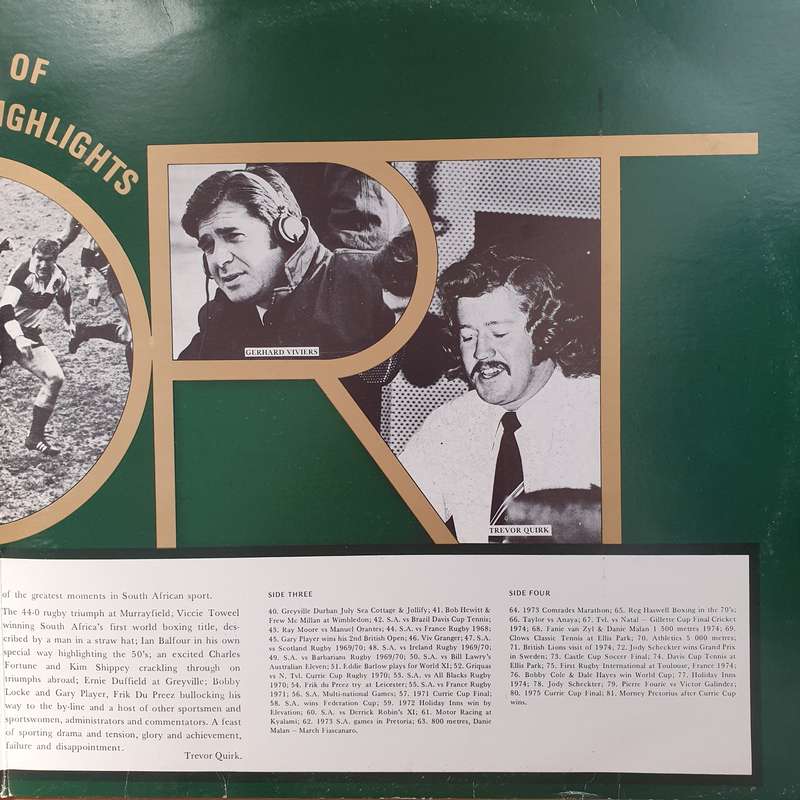 OF
IGHLIGHTS
ORT
GERHARD VIVIERS
TREVOR QUIRK
of the greatest moments in South African sport.
The 44-0 rugby triumph at Murrayfield; Viccie Toweel
winning South Africa's first world boxing title, des-
cribed by a man in a straw hat; Ian Balfour in his own
special way highlighting the 50's; an excited Charles
Fortune and Kim Shippey crackling through on
triumphs abroad; Ernie Duffield at Greyville; Bobby
Locke and Gary Player, Frik Du Preez bullocking his
way to the by-line and a host of other sportsmen and
sportswomen, administrators and commentators. A feast
of sporting drama and tension, glory and achievement,
failure and disappointment.
Trevor Quirk.
SIDE THREE
40. Greyville Durban July Sea Cottage & Jollify; 41. Bob Hewitt &
Frew Mc Millan at Wimbledon; 42. S.A. vs Brazil Davis Cup Tennis;
43. Ray Moore vs Manuel Orantes; 44. S.A. vs France Rugby 1968;
45. Gary Player wins his 2nd British Open; 46. Viv Granger; 47. S.A.
vs Scotland Rugby 1969/70; 48. S.A. vs Ireland Rugby 1969/70;
49. S.A. vs Barbarians Rugby 1969/70; 50. S.A. vs Bill Lawry's
Australian Eleven; 51. Eddie Barlow plays for World XI; 52. Griquas
vs N. Tvl. Currie Cup Rugby 1970; 53. S.A. vs All Blacks Rugby
1970; 54. Frik du Preez try at Leicester; 55. S.A. vs France Rugby
1971; 56. S.A. Multi-national Games; 57. 1971 Currie Cup Final;
58. S.A. wins Federation Cup; 59. 1972 Holiday Inns won by
Elevation; 60. S.A. vs Derrick Robin's XI; 61. Motor Racing at
Kyalami; 62. 1973 S.A. games in Pretoria; 63. 800 metres, Danie
Malan – March Fiascanaro.
SIDE FOUR
64. 1973 Comrades Marathon; 65. Reg Haswell Boxing in the 70's;
66. Taylor vs Anaya; 67. Tvl. vs Natal – Gillette Cup Final Cricket
1974; 68. Fanie van Zyl & Danie Malan 1 500 metres 1974; 69.
Clows Classic Tennis at Ellis Park; 70. Athletics 5 000 metres;
71. British Lions visit of 1974; 72. Jody Scheckter wins Grand Prix
in Sweden; 73. Castle Cup Soccer Final; 74. Davis Cup Tennis at
Ellis Park; 75. First Rugby International at Toulouse, France 1974;
76. Bobby Cole & Dale Hayes win World Cup; 77. Holiday Inns
1974; 78. Jody Scheckter; 79. Pierre Fourie vs Victor Galindez;
80. 1975 Currie Cup Final; 81. Morney Pretorius after Currie Cup
wins.